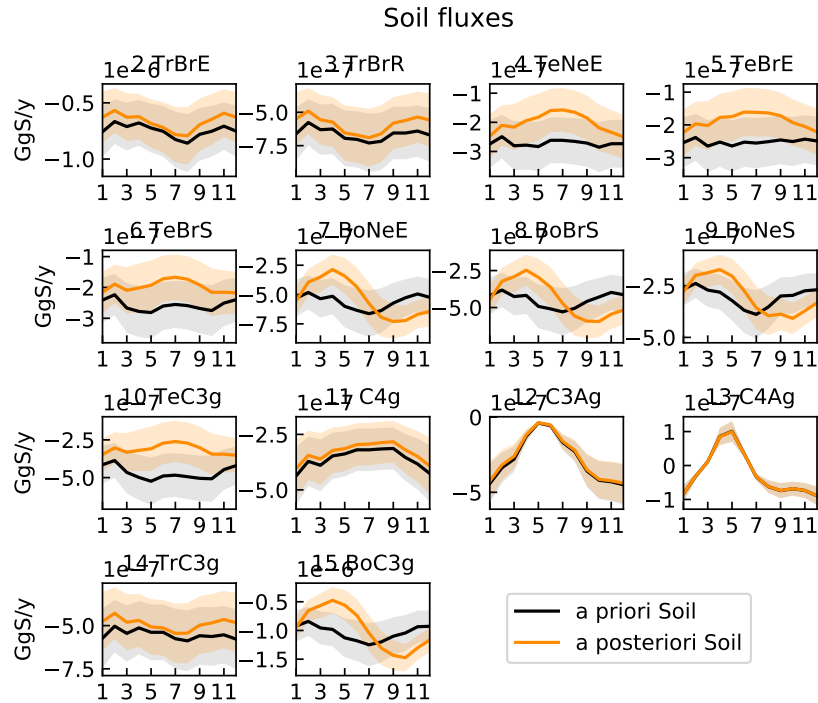 Soil fluxes
1e−6 2 TrBrE
1e−7 3 TrBrR
1e−7 4 TeNeE
1e−7 5 TeBrE
GgS/y
−0.5
−1.0
1 3 5 7 9 11
−5.0
−7.5
1 3 5 7 9 11
−1
−2
−3
1 3 5 7 9 11
−1
−2
−3
1 3 5 7 9 11
1e−7 6 TeBrS
1e−7 7 BoNeE
1e−7 8 BoBrS
1e−7 9 BoNeS
GgS/y
−1
−2
−3
1 3 5 7 9 11
−2.5
−5.0
−7.5
1 3 5 7 9 11
−2.5
−5.0
1 3 5 7 9 11
−2.5
−5.0
1 3 5 7 9 11
1e−7 10 TeC3g
1e−7 11 C4g
1e−7 12 C3Ag
1e−7 13 C4Ag
GgS/y
−2.5
−5.0
1 3 5 7 9 11
−2.5
−5.0
1 3 5 7 9 11
0
−5
1 3 5 7 9 11
1
0
−1
1 3 5 7 9 11
1e−7 14 TrC3g
1e−6 15 BoC3g
GgS/y
−5.0
−7.5
1 3 5 7 9 11
−0.5
−1.0
−1.5
1 3 5 7 9 11
a priori Soil
a posteriori Soil